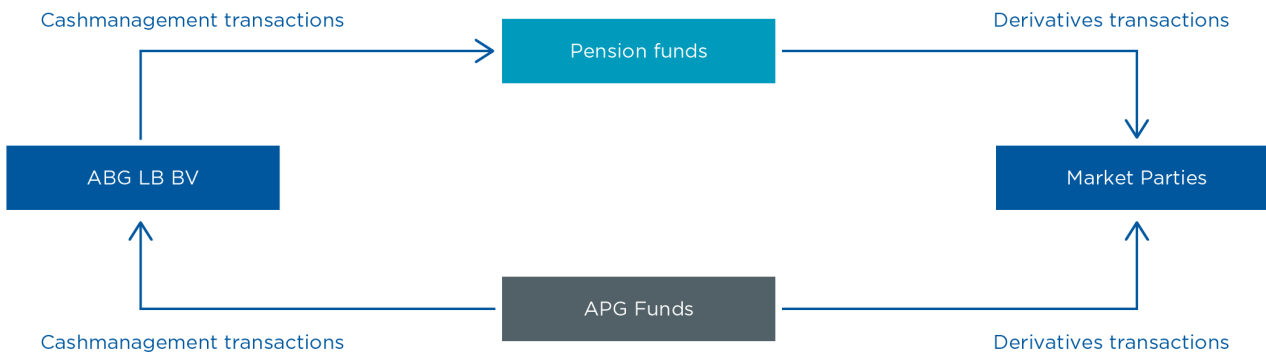 Cashmanagement transactions
Derivatives transactions
Pension funds
ABG LB BV
Market Parties
APG Funds
Cashmanagement transactions
Derivatives transactions